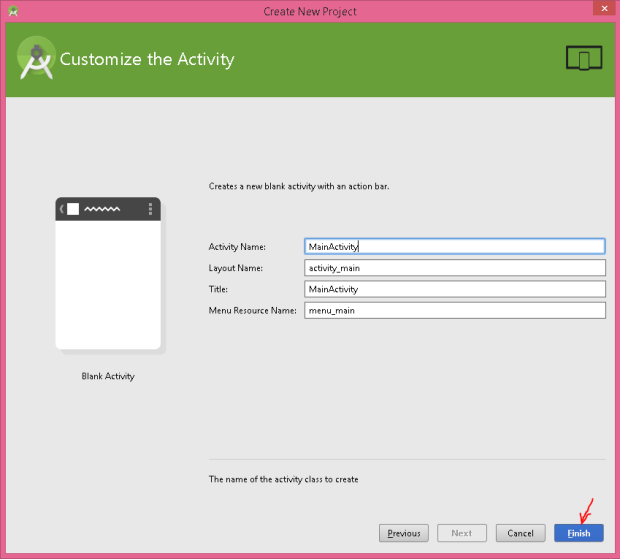 Create New Project
Customize the Activity
Creates a new blank activity with an action bar.
Activity Name: MainActivity
Layout Name: activity_main
Title: MainActivity
Menu Resource Name: menu_main
Blank Activity
The name of the activity class to create
Previous Next Cancel Finish